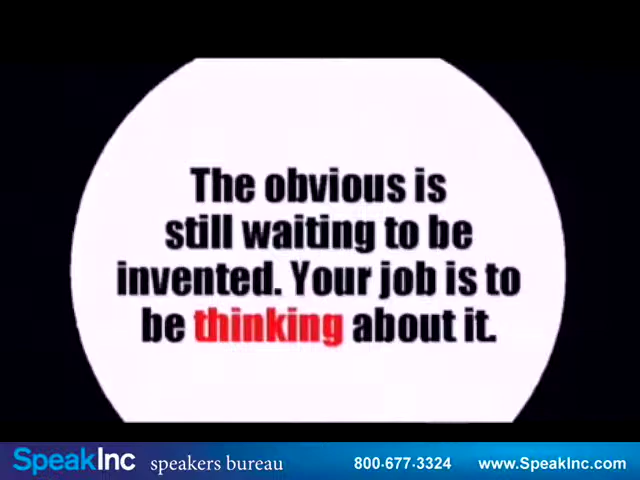 The obvious is
still waiting to be
invented. Your job is to
be thinking about it.
SpeakInc speakers bureau 800-677-3324 www.SpeakInc.com